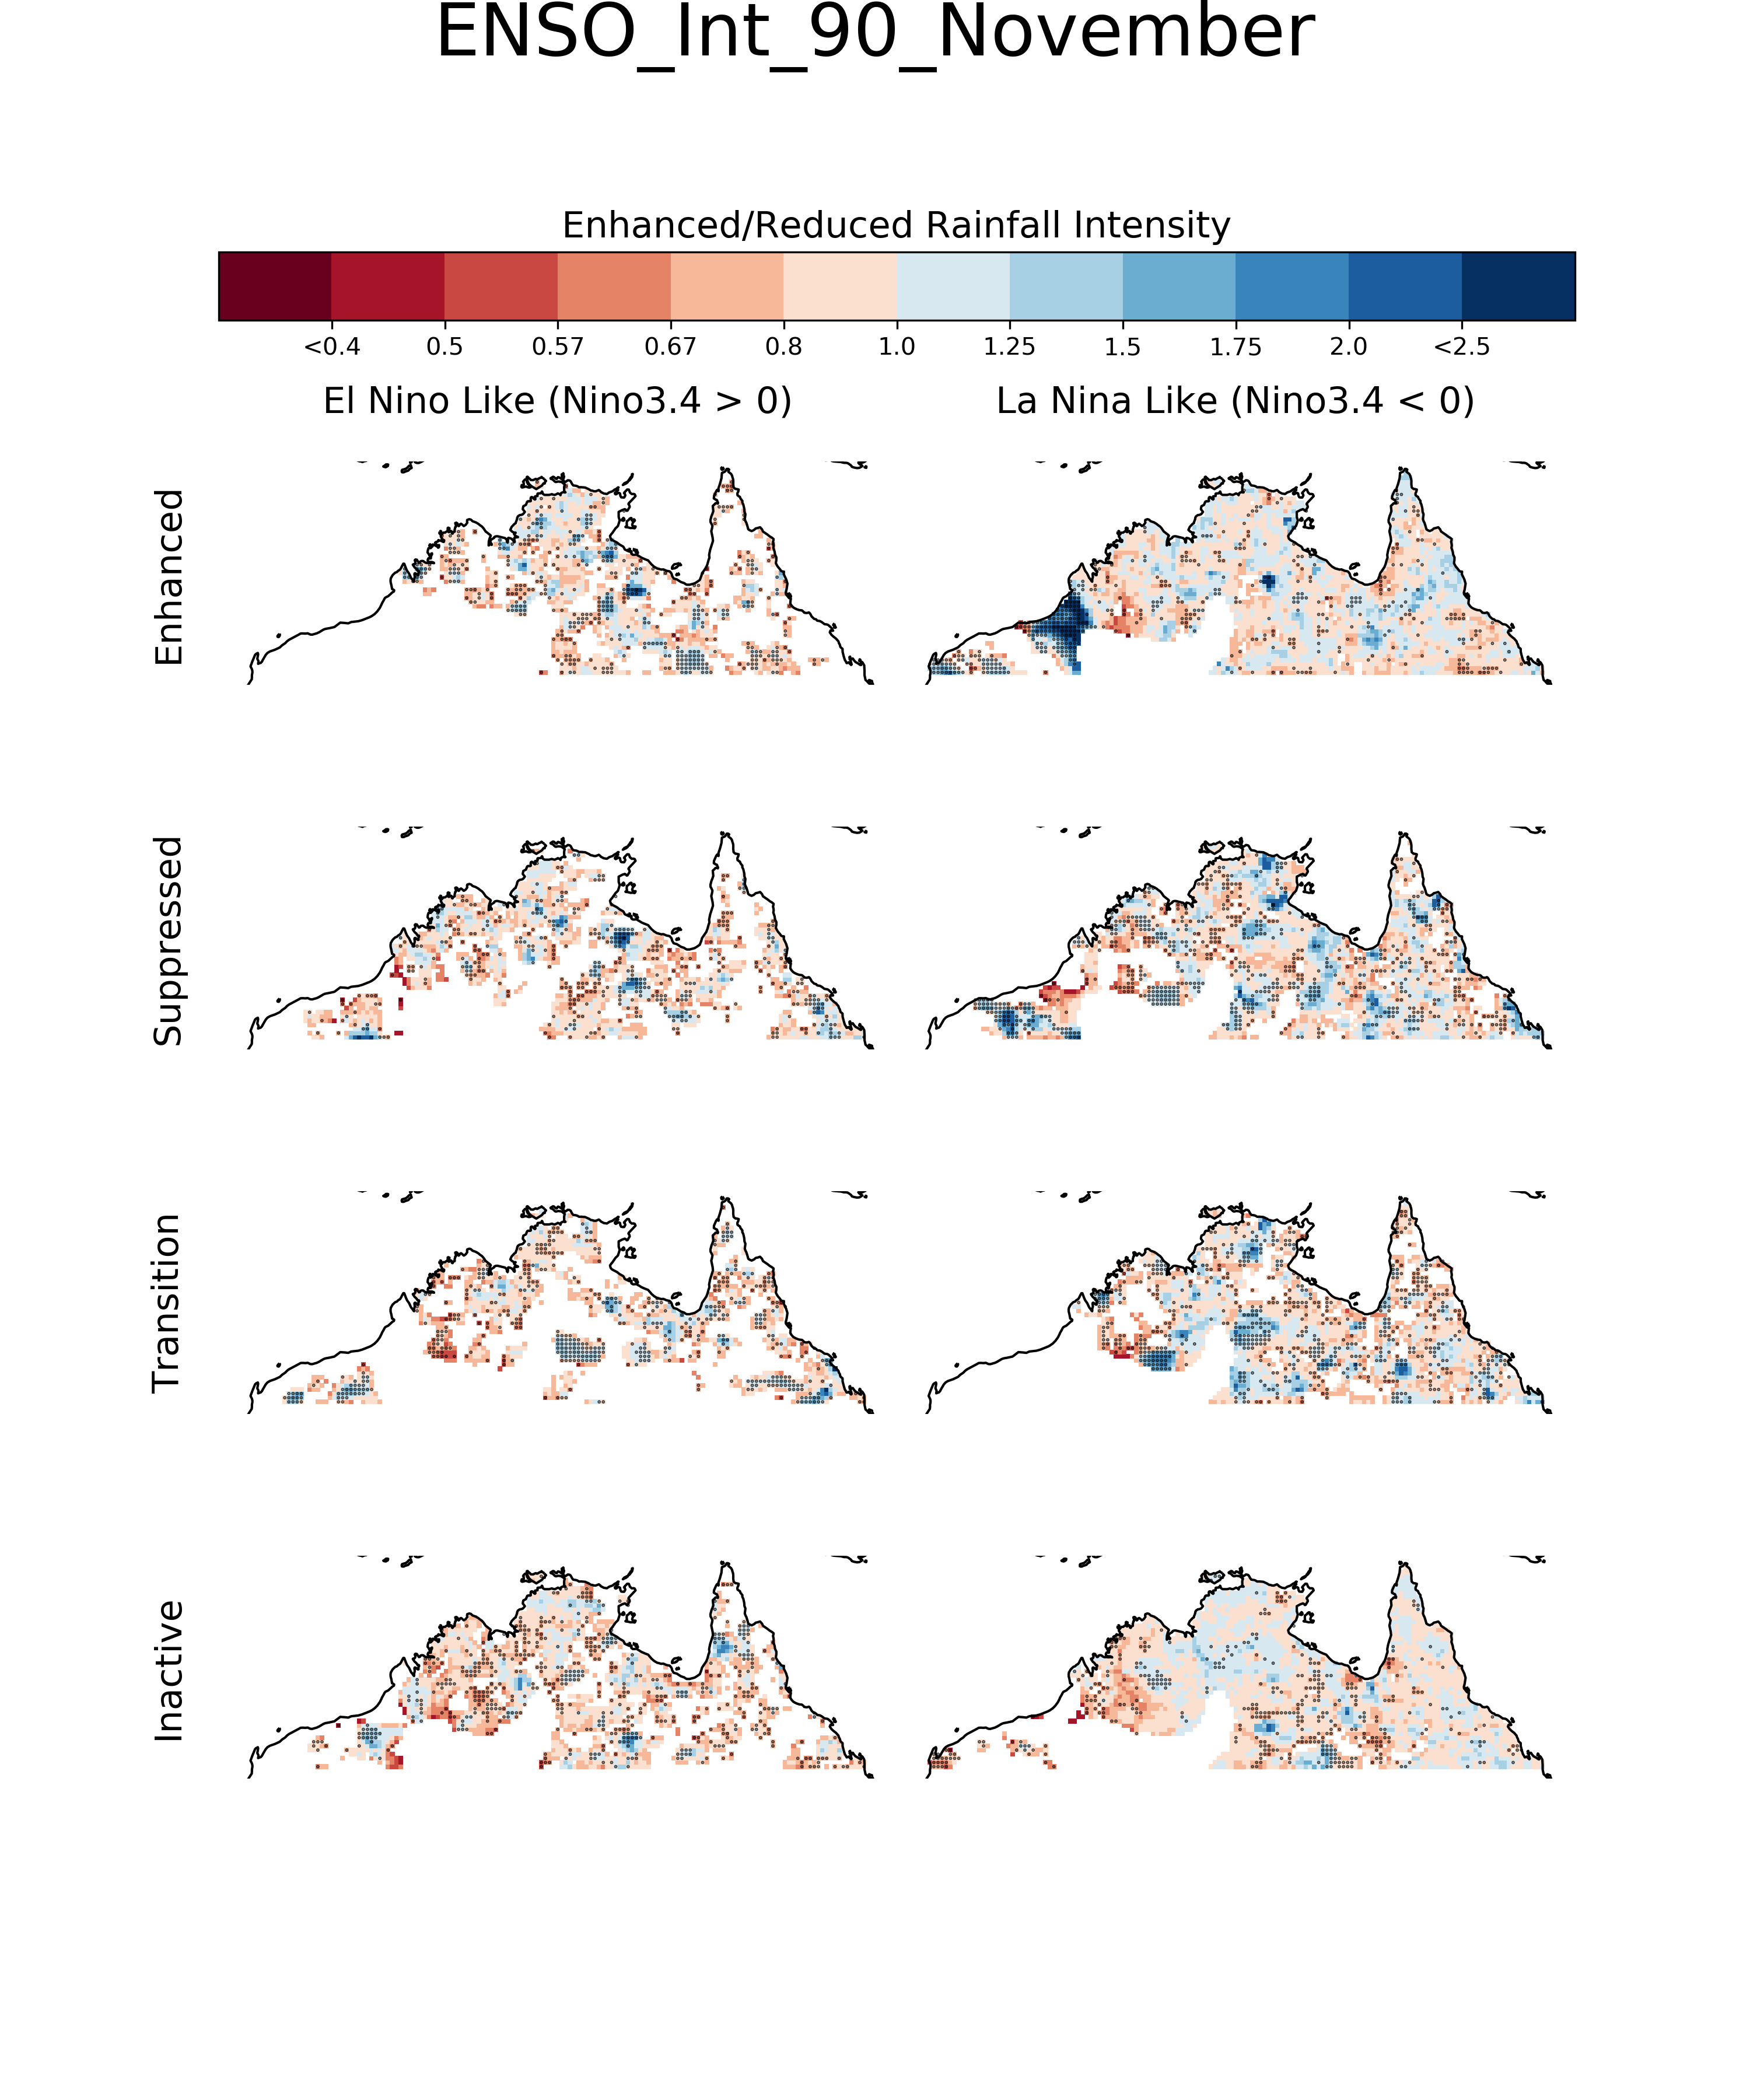 ENSO_Int_90_November
Enhanced/Reduced Rainfall Intensity
<0.4 0.5 0.57 0.67 0.8 1.0 1.25 1.5 1.75 2.0 <2.5
El Nino Like (Nino3.4 > 0) La Nina Like (Nino3.4 < 0)
Enhanced
Suppressed
Transition
Inactive